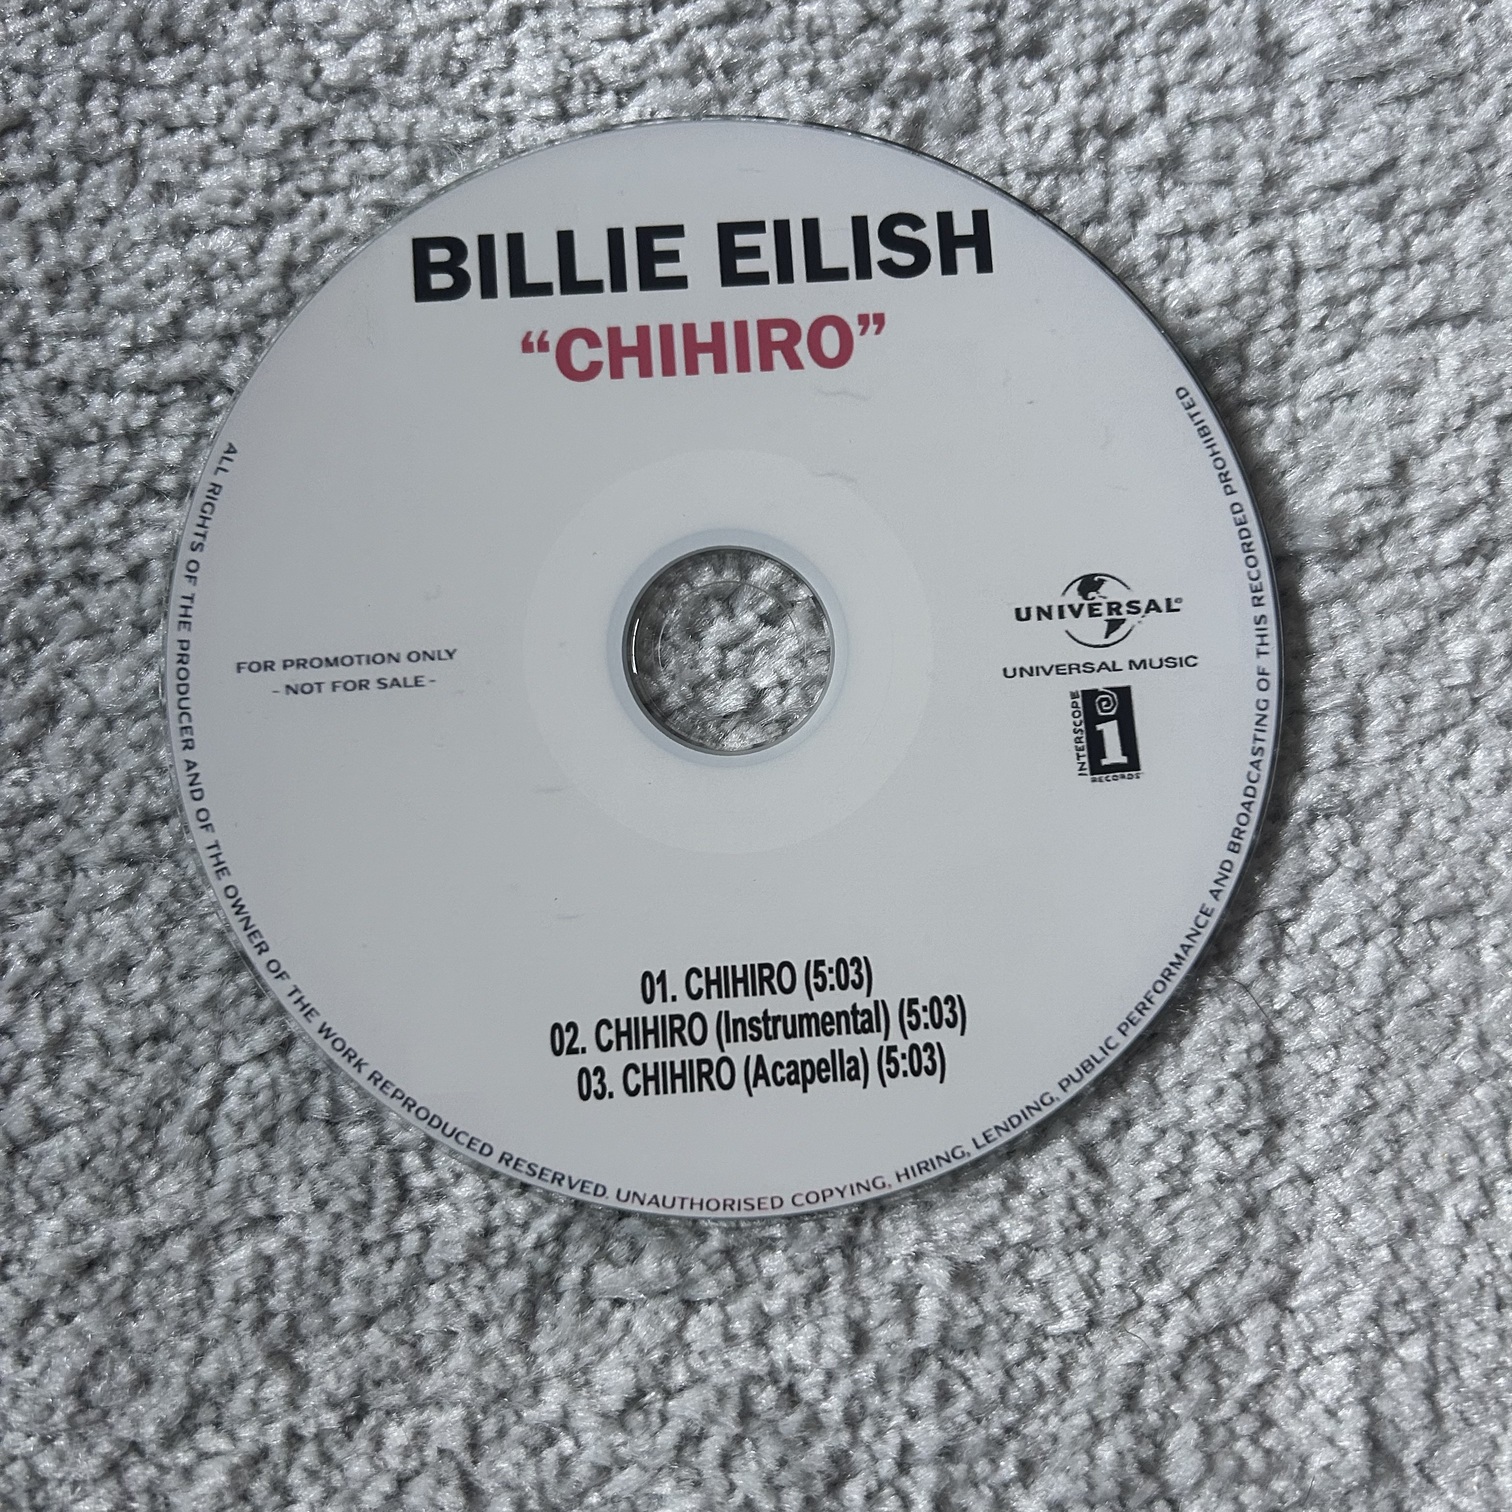 BILLIE EILISH
“CHIHIRO”
FOR PROMOTION ONLY
- NOT FOR SALE -
UNIVERSAL®
UNIVERSAL MUSIC
INTERSCOPE
i
RECORDS
01. CHIHIRO (5:03)
02. CHIHIRO (Instrumental) (5:03)
03. CHIHIRO (Acapella) (5:03)
ALL RIGHTS OF THE PRODUCER AND OF THE OWNER OF THE WORK REPRODUCED RESERVED. UNAUTHORISED COPYING, HIRING, LENDING, PUBLIC PERFORMANCE AND BROADCASTING OF THIS RECORDED PROHIBITED